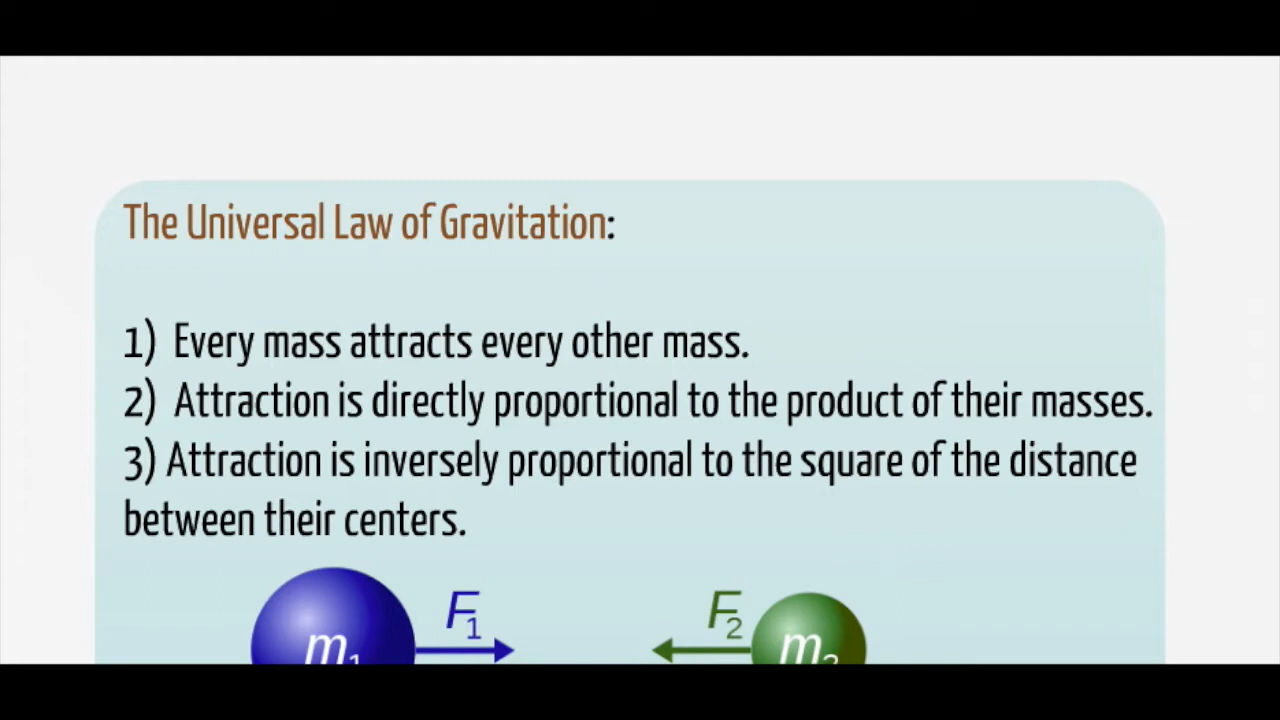 The Universal Law of Gravitation:
1) Every mass attracts every other mass.
2) Attraction is directly proportional to the product of their masses.
3) Attraction is inversely proportional to the square of the distance
between their centers.
F1 F2
m1 m2